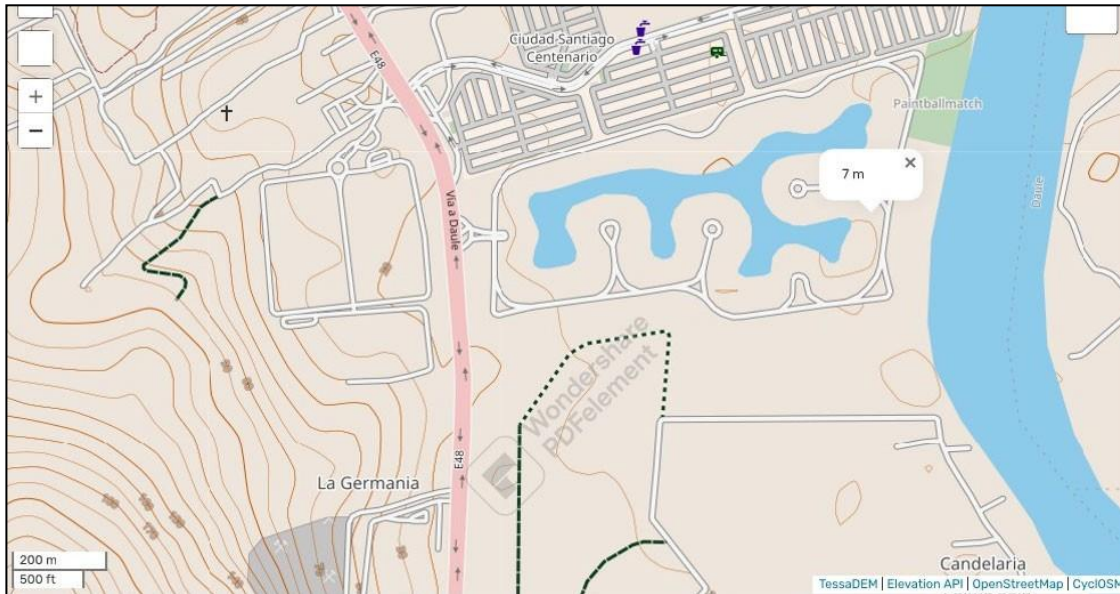 Ciudad Santiago
Centenario
E48
+
−
Paintballmatch
7 m
×
Via a Daule
Daule
Wondershare
PDFelement
E48
La Germania
200 m
500 ft
Candelaria
TessaDEM | Elevation API | OpenStreetMap | CyclOSM